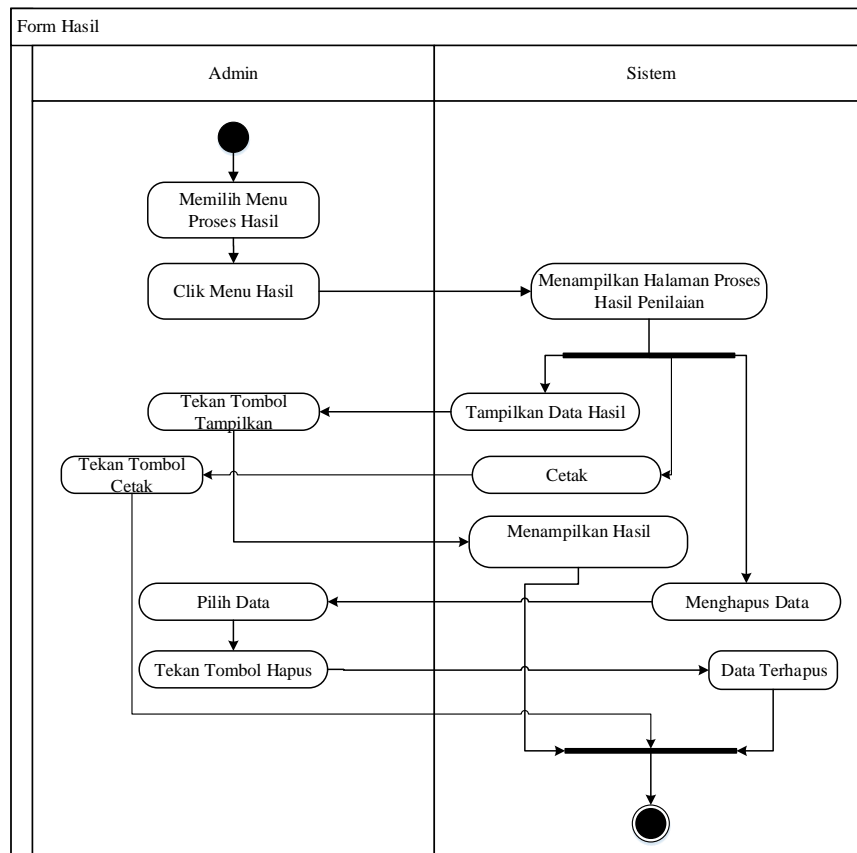 Form Hasil
Admin
Sistem
Memilih Menu
Proses Hasil
Clik Menu Hasil
Menampilkan Halaman Proses
Hasil Penilaian
Tekan Tombol
Tampilkan
Tampilkan Data Hasil
Tekan Tombol
Cetak
Cetak
Menampilkan Hasil
Pilih Data
Menghapus Data
Tekan Tombol Hapus
Data Terhapus